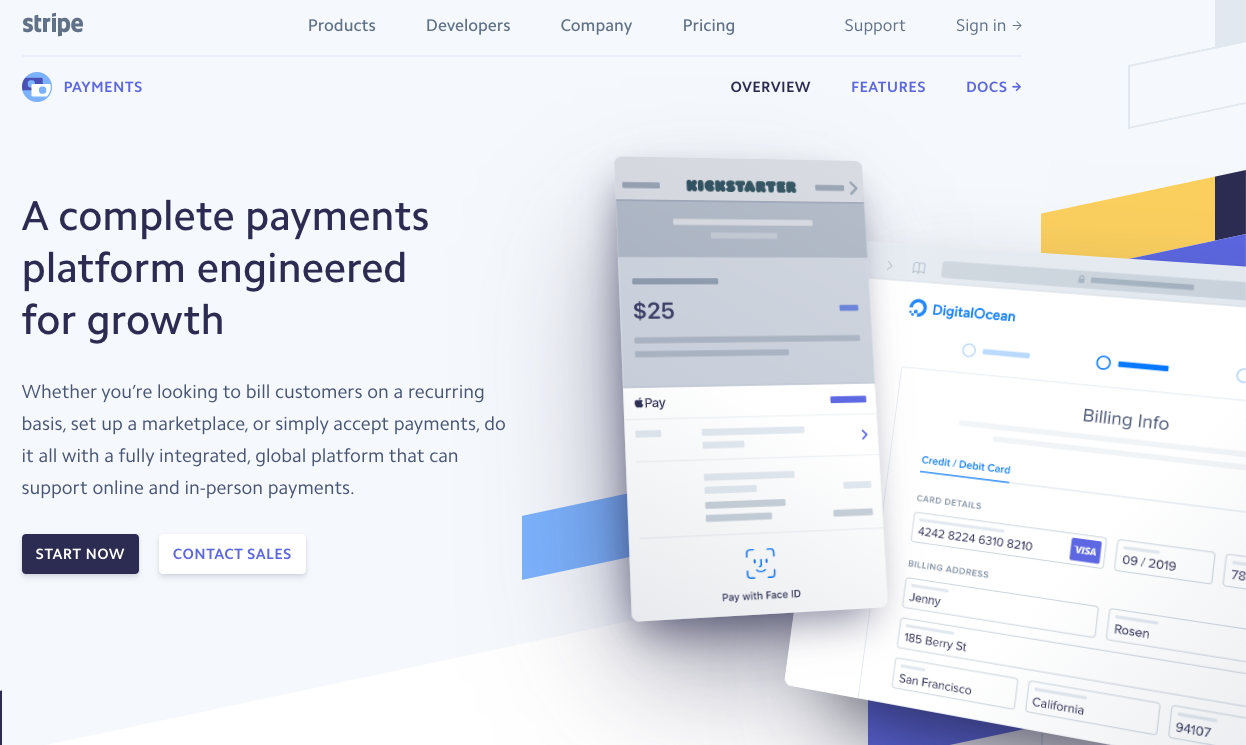 stripe
Products Developers Company Pricing Support Sign in →
PAYMENTS
OVERVIEW FEATURES DOCS →
A complete payments
platform engineered
for growth
Whether you’re looking to bill customers on a recurring
basis, set up a marketplace, or simply accept payments, do
it all with a fully integrated, global platform that can
support online and in-person payments.
START NOW CONTACT SALES
KICKSTARTER
$25
Pay
Pay with Face ID
DigitalOcean
Billing Info
Credit / Debit Card
CARD DETAILS
4242 8224 6310 8210 VISA 09 / 2019 78
BILLING ADDRESS
Jenny Rosen
185 Berry St
San Francisco California 94107